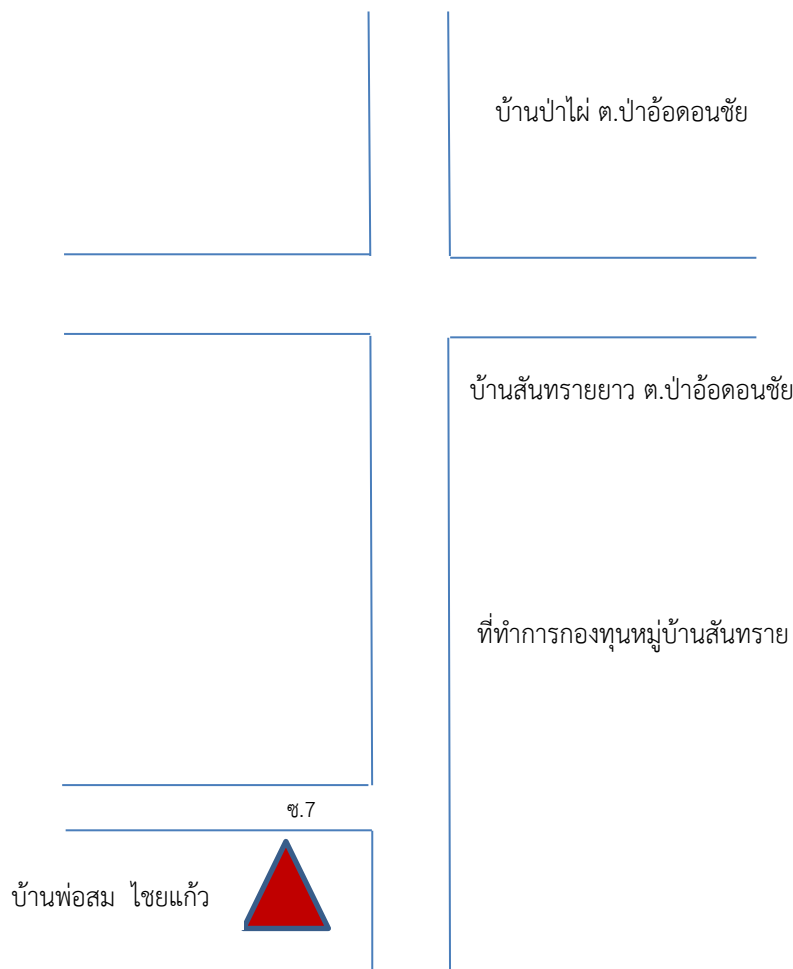 บ้านป่าไผ่ ต.ป่าอ้อดอนชัย
บ้านสันทรายยาว ต.ป่าอ้อดอนชัย
ที่ทำการกองทุนหมู่บ้านสันทราย
ซ.7
บ้านพ่อสม ไชยแก้ว